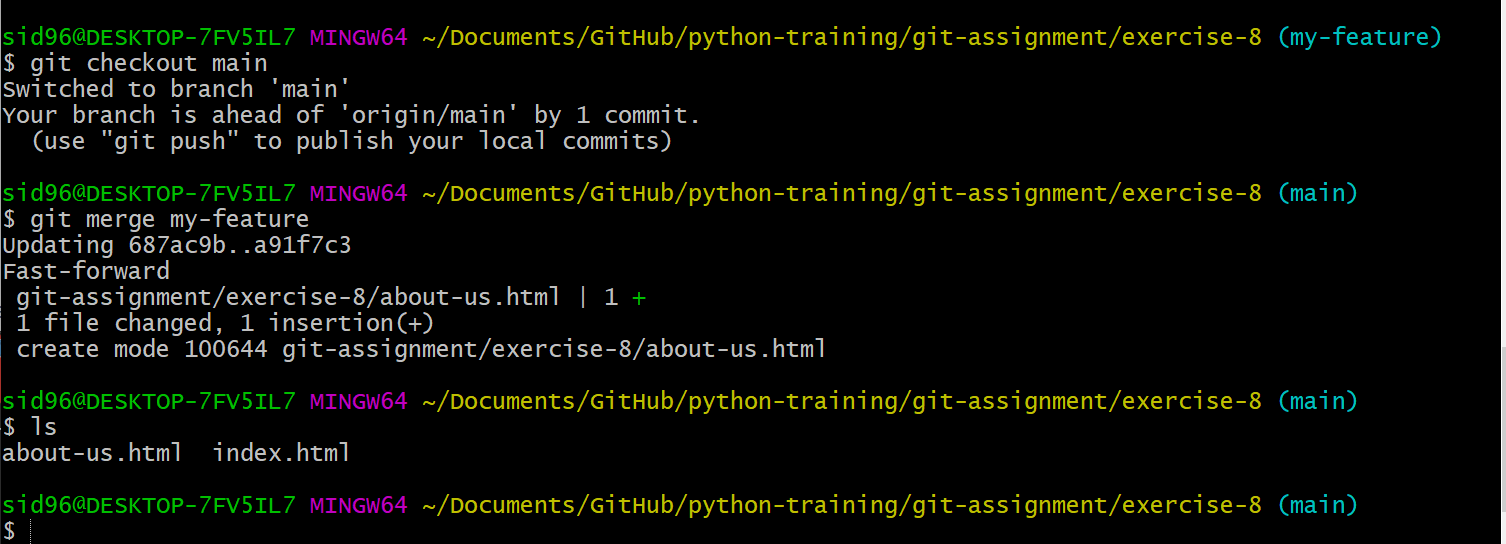 sid96@DESKTOP-7FV5IL7 MINGW64 ~/Documents/GitHub/python-training/git-assignment/exercise-8 (my-feature)
$ git checkout main
Switched to branch 'main'
Your branch is ahead of 'origin/main' by 1 commit.
  (use "git push" to publish your local commits)
sid96@DESKTOP-7FV5IL7 MINGW64 ~/Documents/GitHub/python-training/git-assignment/exercise-8 (main)
$ git merge my-feature
Updating 687ac9b..a91f7c3
Fast-forward
 git-assignment/exercise-8/about-us.html | 1 +
 1 file changed, 1 insertion(+)
 create mode 100644 git-assignment/exercise-8/about-us.html
sid96@DESKTOP-7FV5IL7 MINGW64 ~/Documents/GitHub/python-training/git-assignment/exercise-8 (main)
$ ls
about-us.html  index.html
sid96@DESKTOP-7FV5IL7 MINGW64 ~/Documents/GitHub/python-training/git-assignment/exercise-8 (main)
$